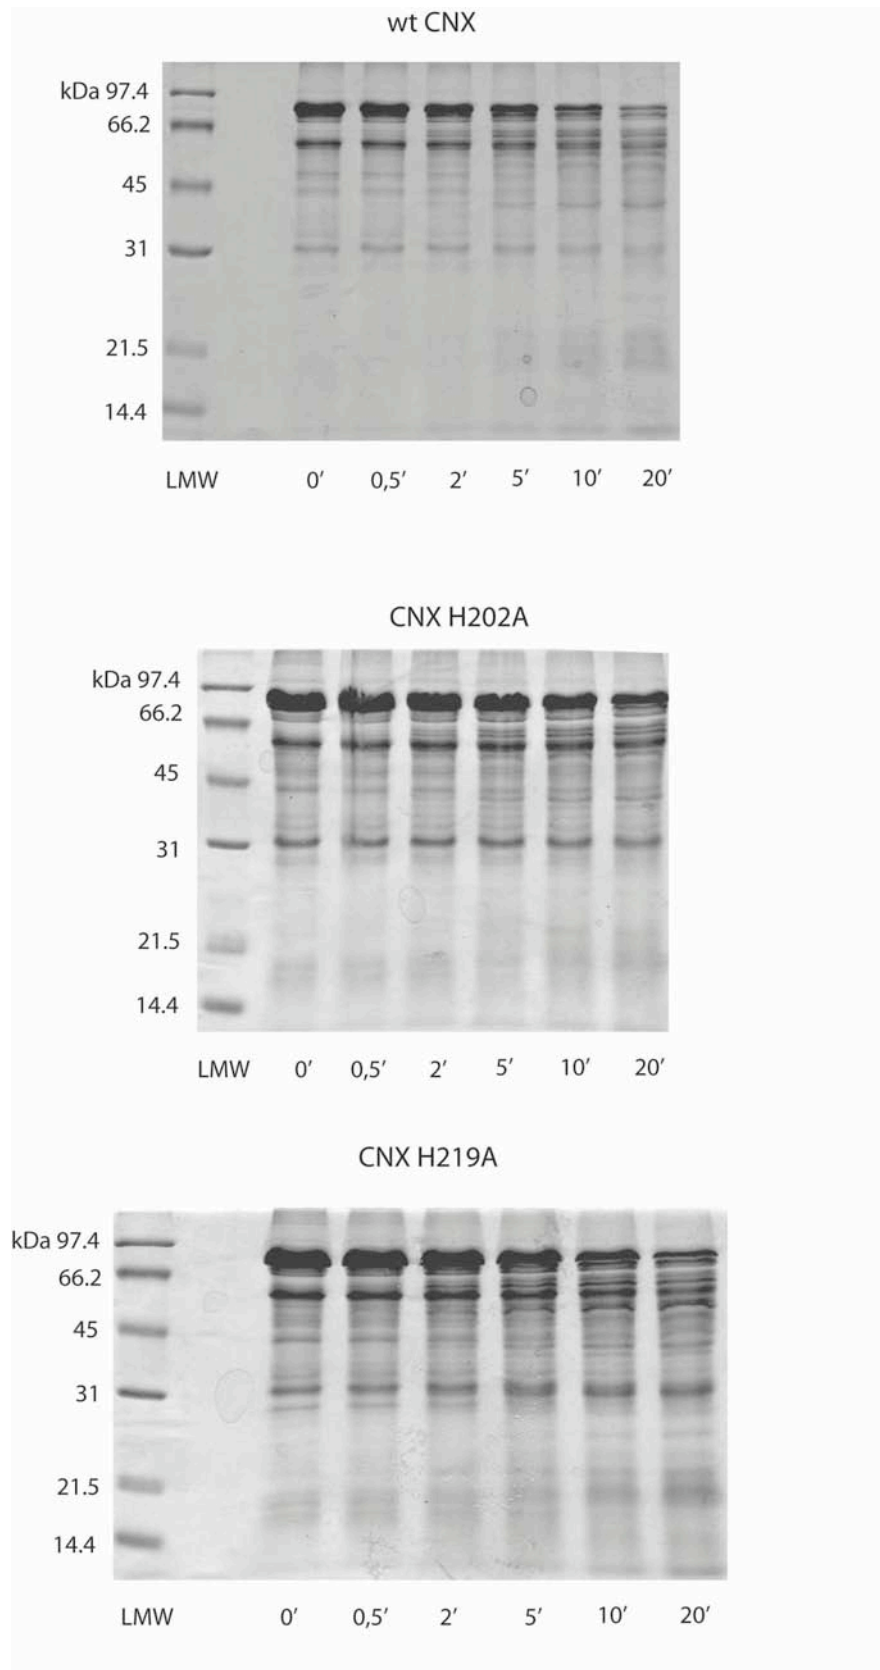 wt CNX
kDa 97.4
66.2
45
31
21.5
14.4
LMW 0' 0,5' 2' 5' 10' 20'
CNX H202A
kDa 97.4
66.2
45
31
21.5
14.4
LMW 0' 0,5' 2' 5' 10' 20'
CNX H219A
kDa 97.4
66.2
45
31
21.5
14.4
LMW 0' 0,5' 2' 5' 10' 20'